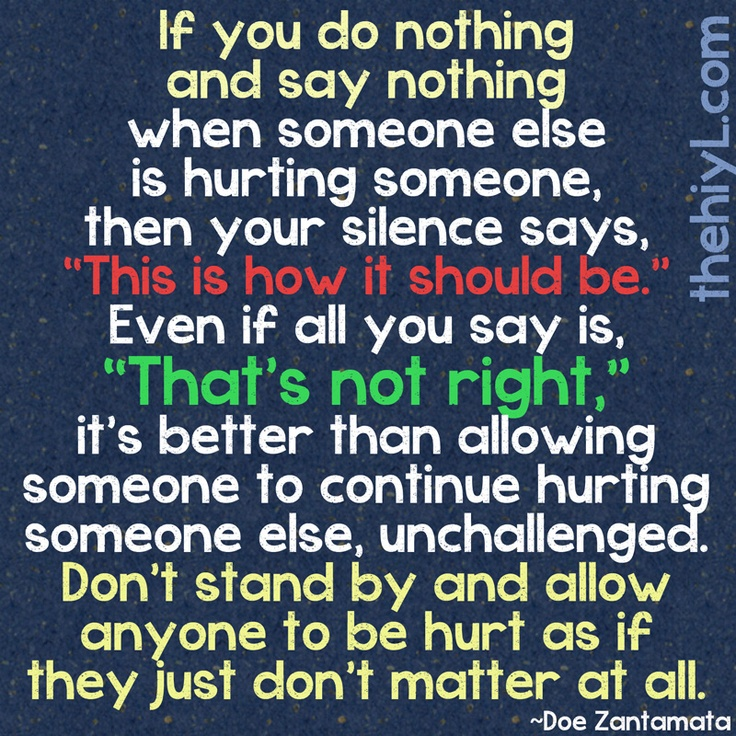 If you do nothing
and say nothing
when someone else
is hurting someone,
then your silence says,
“This is how it should be.”
Even if all you say is,
“That’s not right,”
it’s better than allowing
someone to continue hurting
someone else, unchallenged.
Don’t stand by and allow
anyone to be hurt as if
they just don’t matter at all.
~Doe Zantamata
thehiyL.com